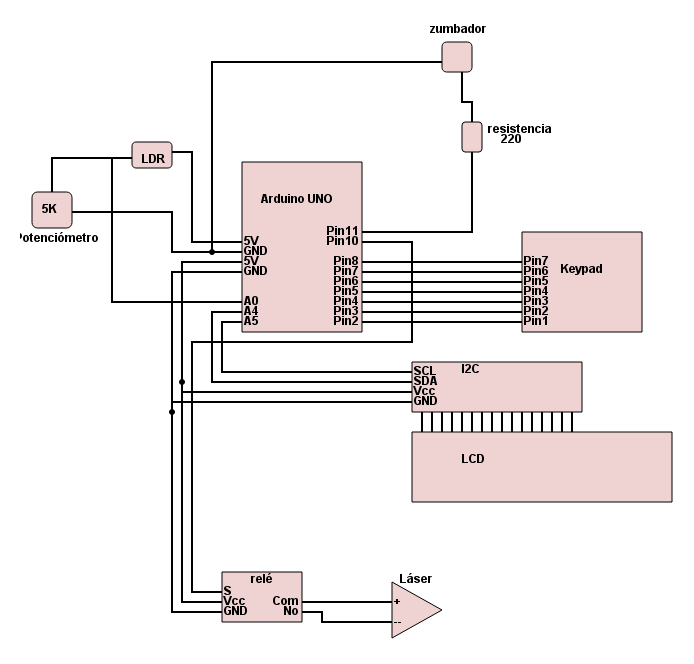 zumbador
resistencia
220
LDR
5K
Potenciómetro
Arduino UNO
5V
GND
5V
GND
A0
A4
A5
Pin11
Pin10
Pin8
Pin7
Pin6
Pin5
Pin4
Pin3
Pin2
Keypad
Pin7
Pin6
Pin5
Pin4
Pin3
Pin2
Pin1
I2C
SCL
SDA
Vcc
GND
LCD
relé
S
Vcc
GND
Com
No
Láser
+
--